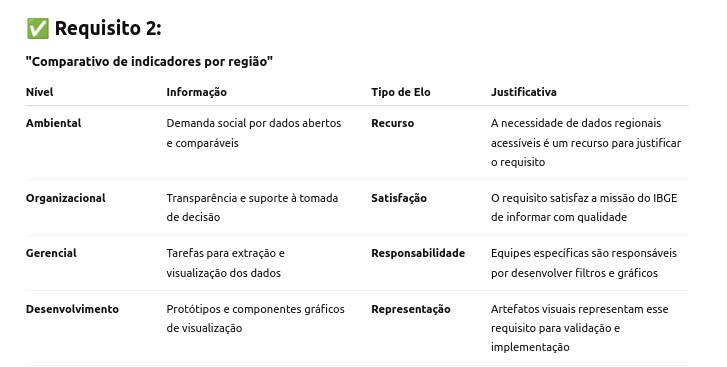 ✅ Requisito 2:
"Comparativo de indicadores por região"
Nível Informação Tipo de Elo Justificativa
Ambiental Demanda social por dados abertos e comparáveis Recurso A necessidade de dados regionais acessíveis é um recurso para justificar o requisito
Organizacional Transparência e suporte à tomada de decisão Satisfação O requisito satisfaz a missão do IBGE de informar com qualidade
Gerencial Tarefas para extração e visualização dos dados Responsabilidade Equipes específicas são responsáveis por desenvolver filtros e gráficos
Desenvolvimento Protótipos e componentes gráficos de visualização Representação Artefatos visuais representam esse requisito para validação e implementação